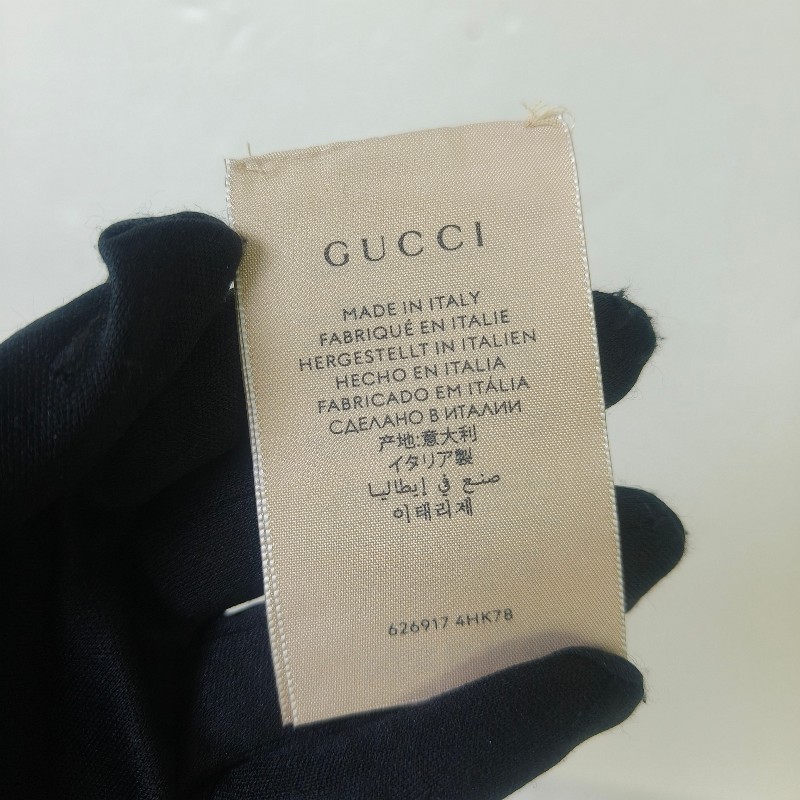 GUCCI
MADE IN ITALY
FABRIQUÉ EN ITALIE
HERGESTELLT IN ITALIEN
HECHO EN ITALIA
FABRICADO EM ITÁLIA
СДЕЛАНО В ИТАЛИИ
产地:意大利
イタリア製
صنع في إيطاليا
이태리제
626917 4HK78